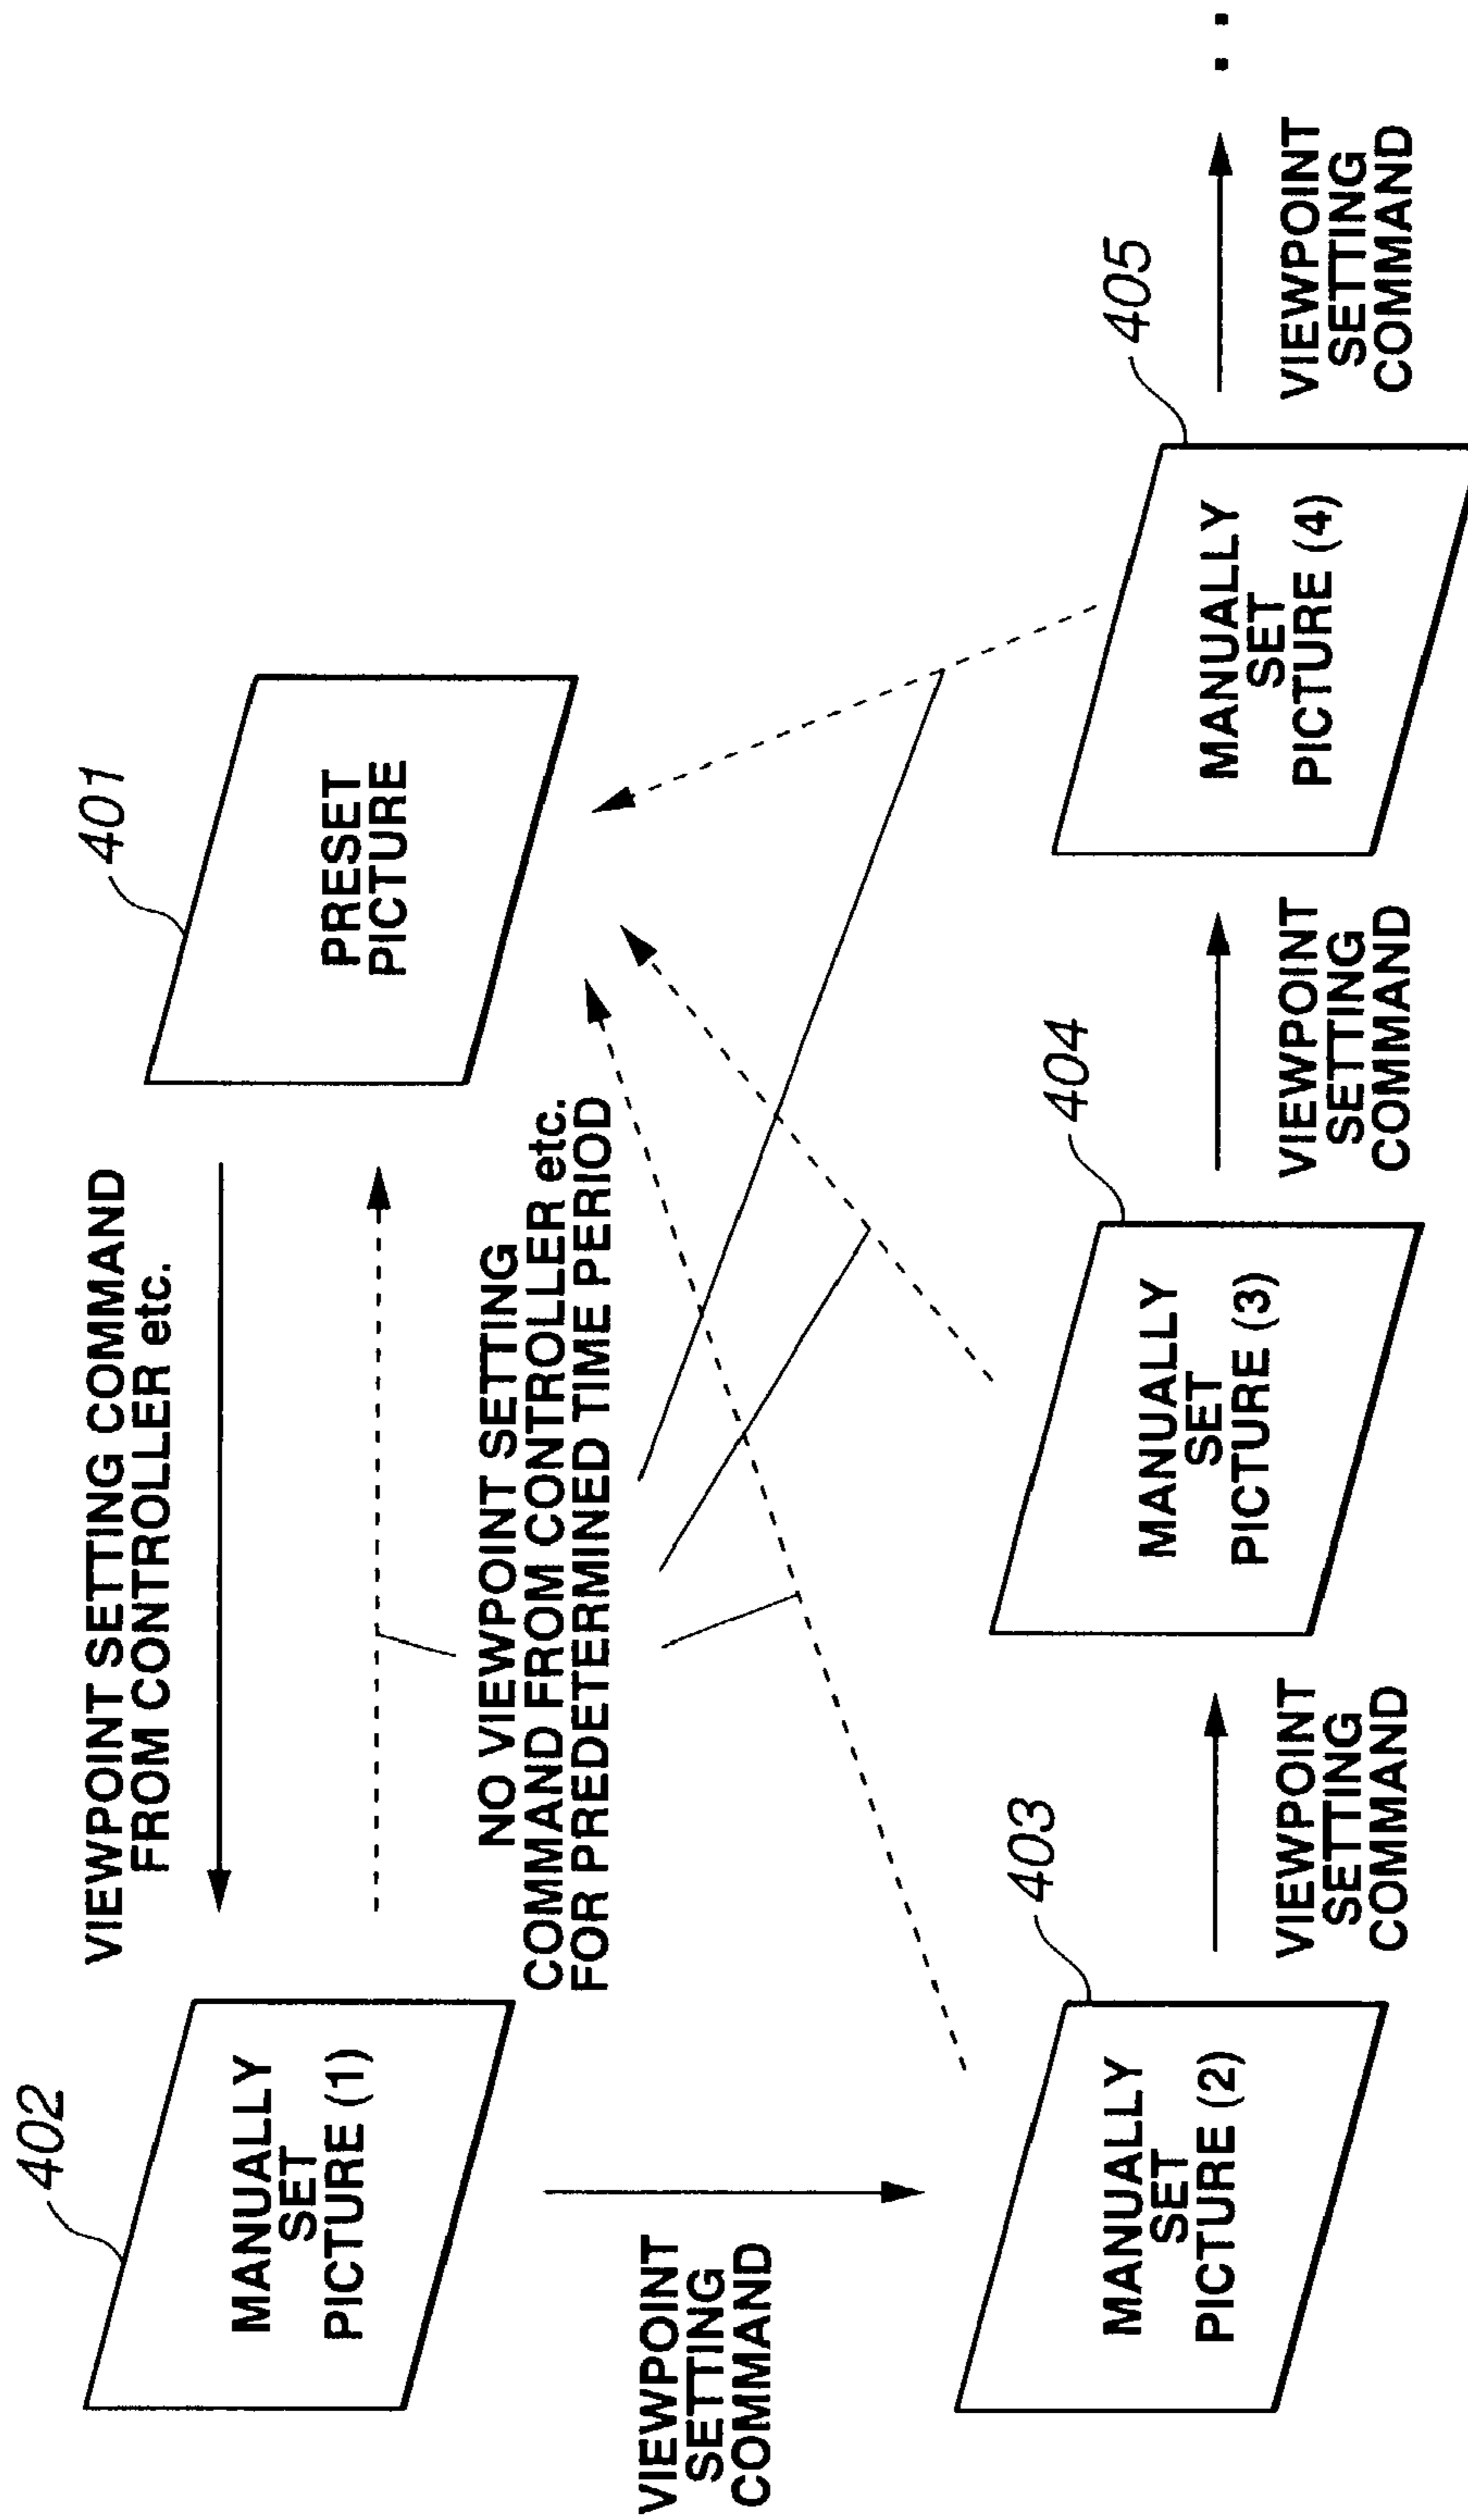 402
MANUALLY
SET
PICTURE (1)
VIEWPOINT SETTING COMMAND
FROM CONTROLLER etc.
401
PRESET
PICTURE
NO VIEWPOINT SETTING
COMMAND FROM CONTROLLER etc.
FOR PREDETERMINED TIME PERIOD
VIEWPOINT
SETTING
COMMAND
403
MANUALLY
SET
PICTURE (2)
VIEWPOINT
SETTING
COMMAND
404
MANUALLY
SET
PICTURE (3)
VIEWPOINT
SETTING
COMMAND
405
MANUALLY
SET
PICTURE (4)
VIEWPOINT
SETTING
COMMAND